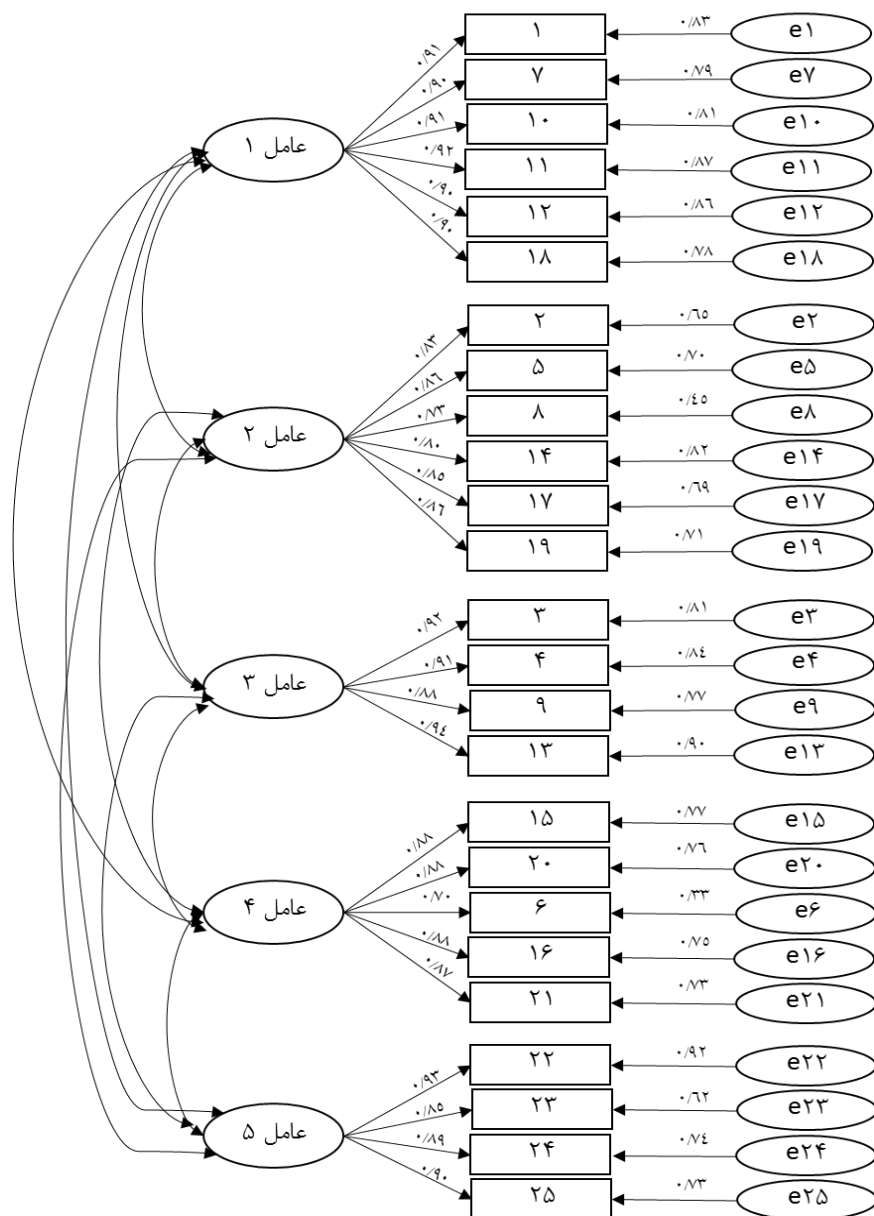 عامل ۱
۰/۹۱ ۱ ۰/۸۳ e۱
۰/۹۰ ۷ ۰/۷۹ e۷
۰/۹۱ ۱۰ ۰/۸۱ e۱۰
۰/۹۲ ۱۱ ۰/۸۷ e۱۱
۰/۹۰ ۱۲ ۰/۸۶ e۱۲
۰/۹۰ ۱۸ ۰/۷۸ e۱۸
عامل ۲
۰/۸۳ ۲ ۰/۶۵ e۲
۰/۸۶ ۵ ۰/۷۰ e۵
۰/۷۳ ۸ ۰/٤٥ e۸
۰/۸۰ ۱۴ ۰/۸۲ e۱۴
۰/۸۵ ۱۷ ۰/۶۹ e۱۷
۰/۸۶ ۱۹ ۰/۷۱ e۱۹
عامل ۳
۰/۹۲ ۳ ۰/۸۱ e۳
۰/۹۱ ۴ ۰/۸٤ e۴
۰/۸۸ ۹ ۰/۷۷ e۹
۰/۹٤ ۱۳ ۰/۹۰ e۱۳
عامل ۴
۰/۸۸ ۱۵ ۰/۷۷ e۱۵
۰/۸۸ ۲۰ ۰/۷۶ e۲۰
۰/۷۰ ۶ ۰/۳۳ e۶
۰/۸۸ ۱۶ ۰/۷۵ e۱۶
۰/۸۷ ۲۱ ۰/۷۳ e۲۱
عامل ۵
۰/۹۳ ۲۲ ۰/۹۲ e۲۲
۰/۸۵ ۲۳ ۰/۶۲ e۲۳
۰/۸۹ ۲۴ ۰/۷٤ e۲۴
۰/۹۰ ۲۵ ۰/۷۳ e۲۵